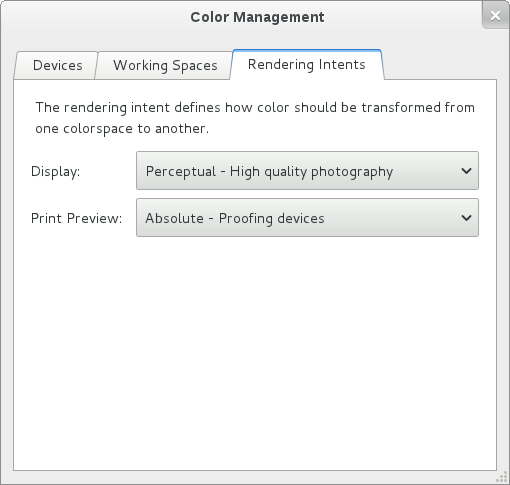 Color Management
Devices
Working Spaces
Rendering Intents
The rendering intent defines how color should be transformed from
one colorspace to another.
Display:
Perceptual - High quality photography
Print Preview:
Absolute - Proofing devices